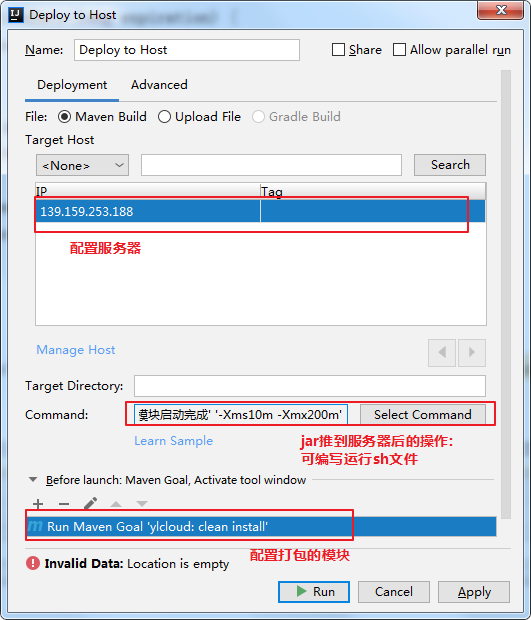 Deploy to Host
Name: Deploy to Host Share Allow parallel run
Deployment Advanced
File: Maven Build Upload File Gradle Build
Target Host
<None> Search
IP Tag
139.159.253.188
配置服务器
Manage Host
Target Directory:
Command: 模块启动完成' '-Xms10m -Xmx200m' Select Command
Learn Sample
jar推到服务器后的操作:
可编写运行sh文件
Before launch: Maven Goal, Activate tool window
Run Maven Goal 'ylcloud: clean install'
配置打包的模块
Invalid Data: Location is empty
Run Cancel Apply